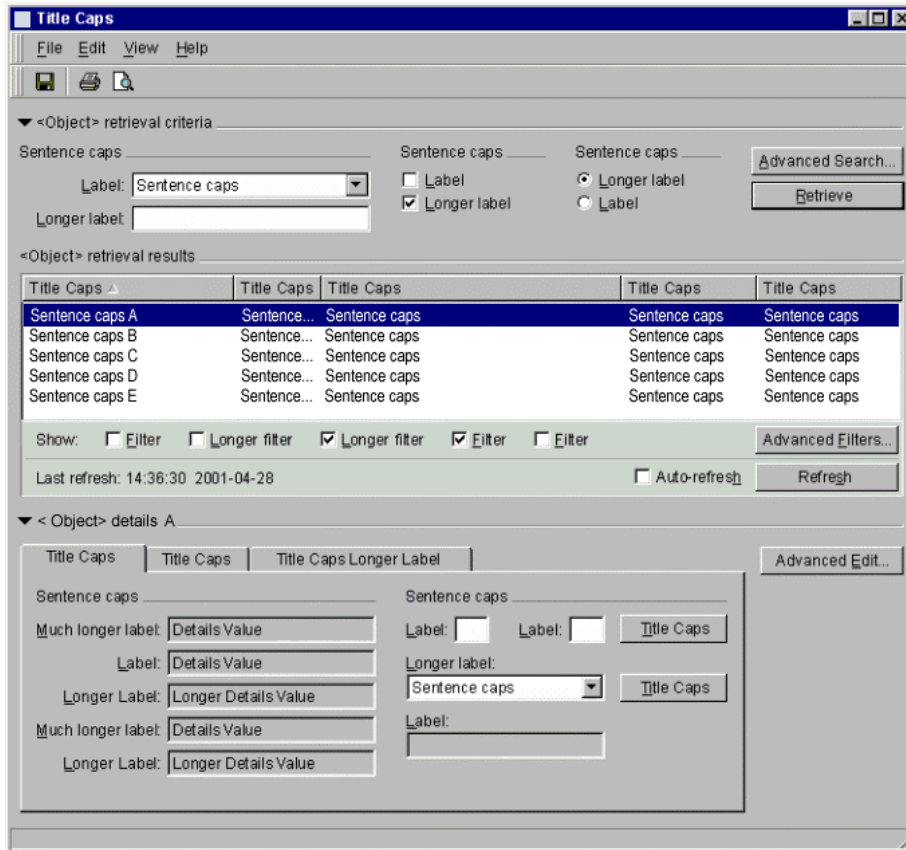 Title Caps
File Edit View Help
<Object> retrieval criteria
Sentence caps Sentence caps Sentence caps
Label: Sentence caps Label Longer label Advanced Search...
Longer label: Longer label Label Retrieve
<Object> retrieval results
Title Caps Title Caps Title Caps Title Caps Title Caps
Sentence caps A Sentence... Sentence caps Sentence caps Sentence caps
Sentence caps B Sentence... Sentence caps Sentence caps Sentence caps
Sentence caps C Sentence... Sentence caps Sentence caps Sentence caps
Sentence caps D Sentence... Sentence caps Sentence caps Sentence caps
Sentence caps E Sentence... Sentence caps Sentence caps Sentence caps
Show: Filter Longer filter Longer filter Filter Filter Advanced Filters...
Last refresh: 14:36:30 2001-04-28 Auto-refresh Refresh
< Object> details A
Title Caps Title Caps Title Caps Longer Label Advanced Edit...
Sentence caps Sentence caps
Much longer label: Details Value Label: Label: Title Caps
Label: Details Value Longer label:
Longer Label: Longer Details Value Sentence caps Title Caps
Much longer label: Details Value Label:
Longer Label: Longer Details Value